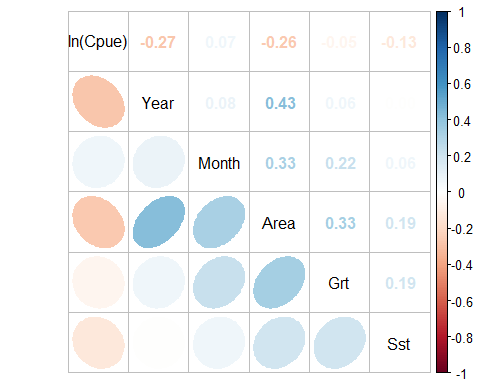 ln(Cpue) -0.27 0.07 -0.26 -0.05 -0.13
Year 0.08 0.43 0.06
Month 0.33 0.22 0.06
Area 0.33 0.19
Grt 0.19
Sst
1
0.8
0.6
0.4
0.2
0
-0.2
-0.4
-0.6
-0.8
-1